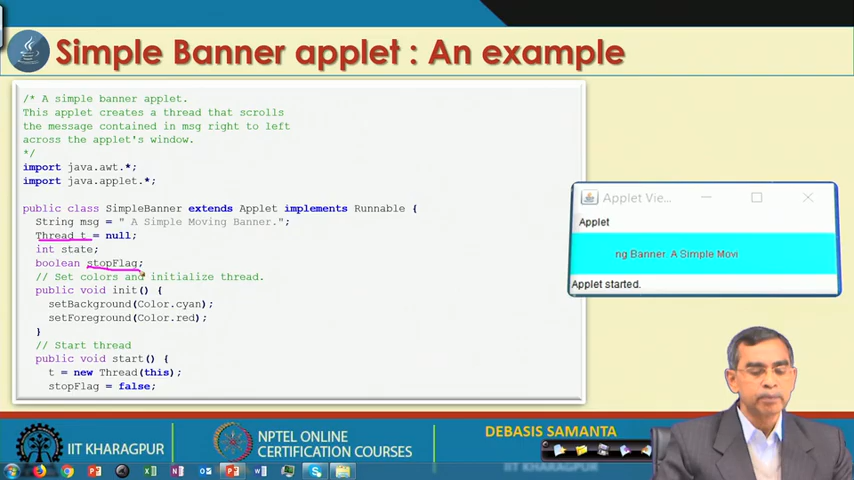 Simple Banner applet : An example
/* A simple banner applet.
This applet creates a thread that scrolls
the message contained in msg right to left
across the applet's window.
*/
import java.awt.*;
import java.applet.*;
public class SimpleBanner extends Applet implements Runnable {
String msg = " A Simple Moving Banner.";
Thread t = null;
int state;
boolean stopFlag;
// Set colors and initialize thread.
public void init() {
setBackground(Color.cyan);
setForeground(Color.red);
}
// Start thread
public void start() {
t = new Thread(this);
stopFlag = false;
Applet Vie...
Applet
ng Banner. A Simple Movi
Applet started.
IIT KHARAGPUR
NPTEL ONLINE
CERTIFICATION COURSES
DEBASIS SAMANTA
IIT KHARAGPUR